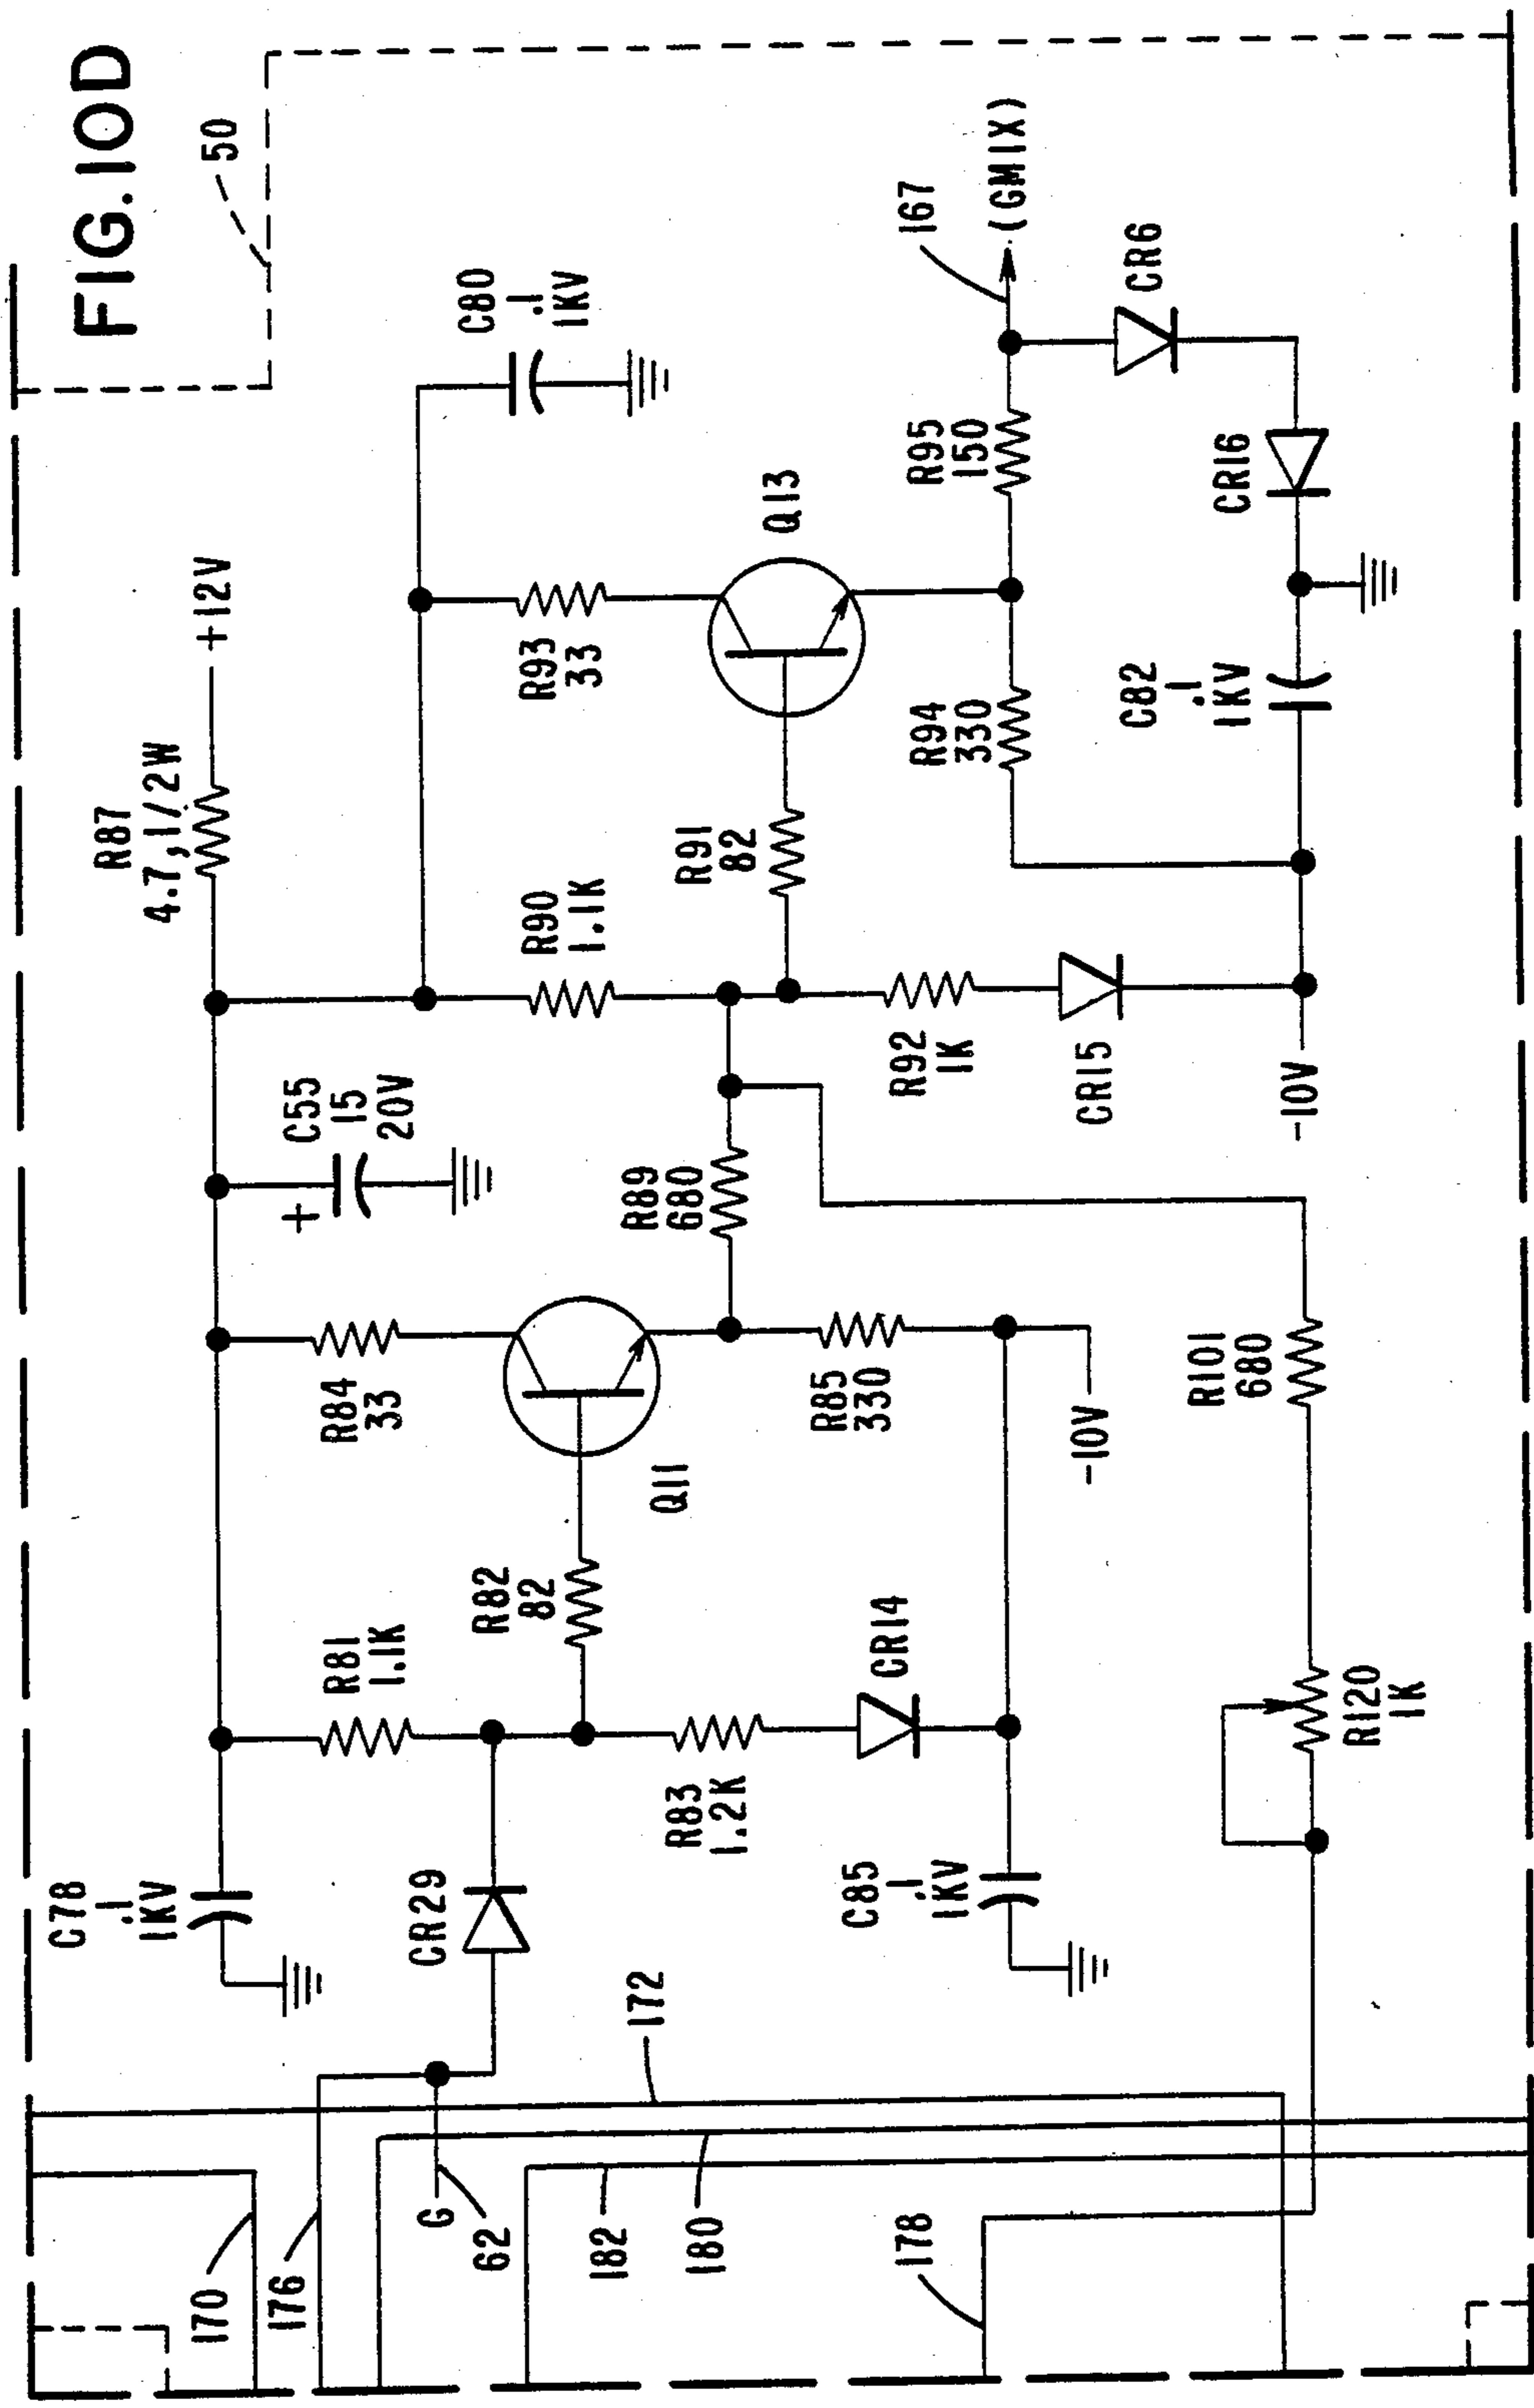 FIG.10D
50
R87
4.7,1/2W
+12V
C80
.1
1KV
C55
15
20V
+
R90
1.1K
R93
33
Q13
R91
82
R95
150
167
(GMIX)
R94
330
CR6
CR16
C82
.1
1KV
R92
1K
CR15
-10V
R89
680
R84
33
Q11
R85
330
-10V
R101
680
R81
1.1K
R82
82
R83
1.2K
CR14
C78
.1
1KV
CR29
C85
.1
1KV
R120
1K
172
G
62
170
176
182
180
178